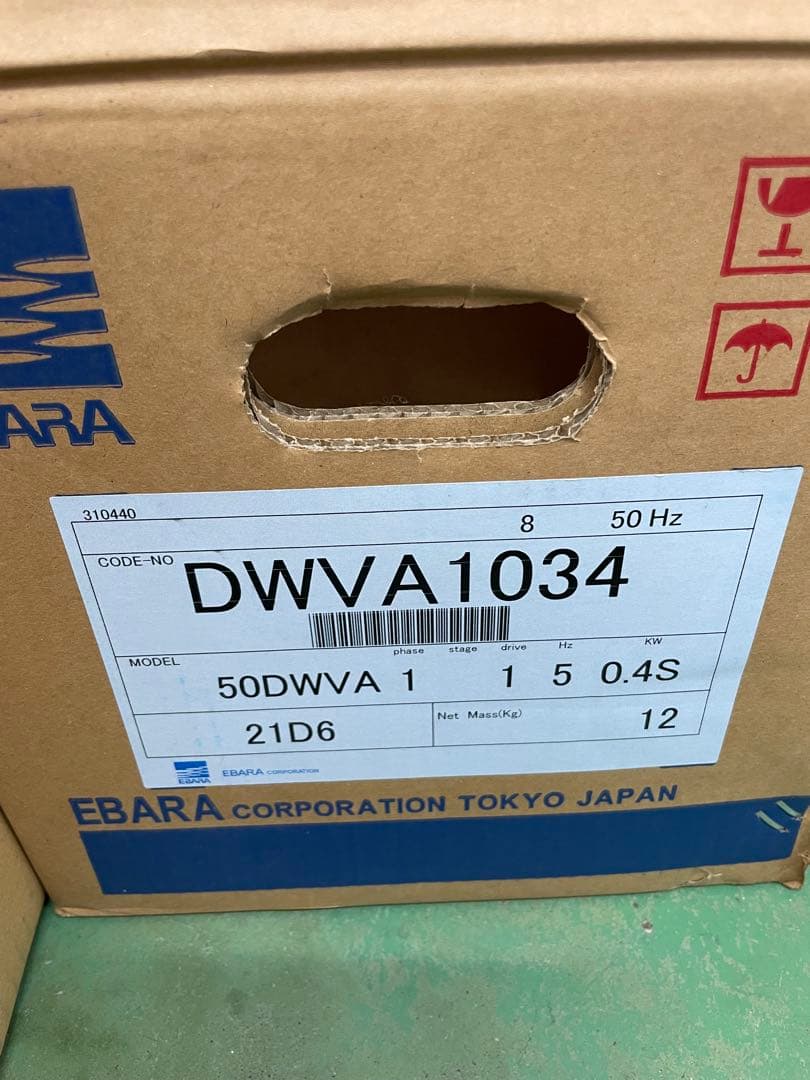 ARA
310440 8 50 Hz
CODE-NO DWVA1034
phase stage drive Hz KW
MODEL 50DWVA 1 1 5 0.4S
21D6 Net Mass(Kg) 12
EBARA EBARA CORPORATION
EBARA CORPORATION TOKYO JAPAN